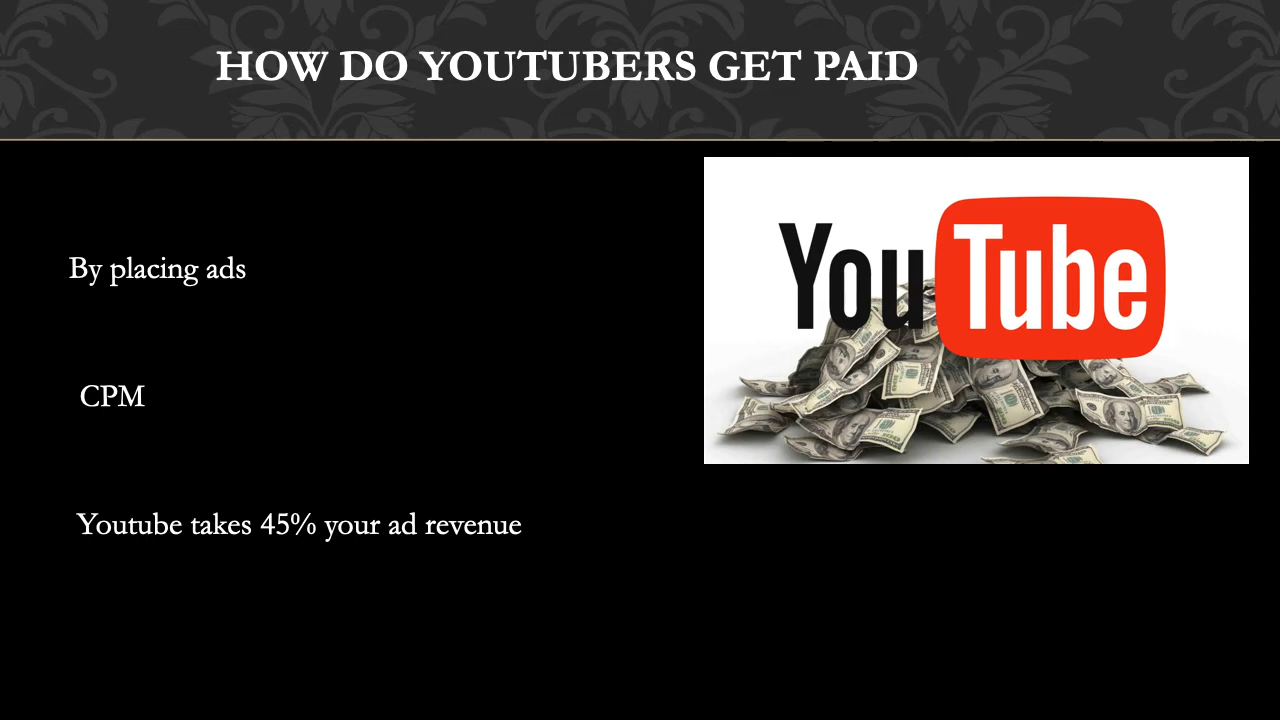 HOW DO YOUTUBERS GET PAID
By placing ads
CPM
Youtube takes 45% your ad revenue
YouTube